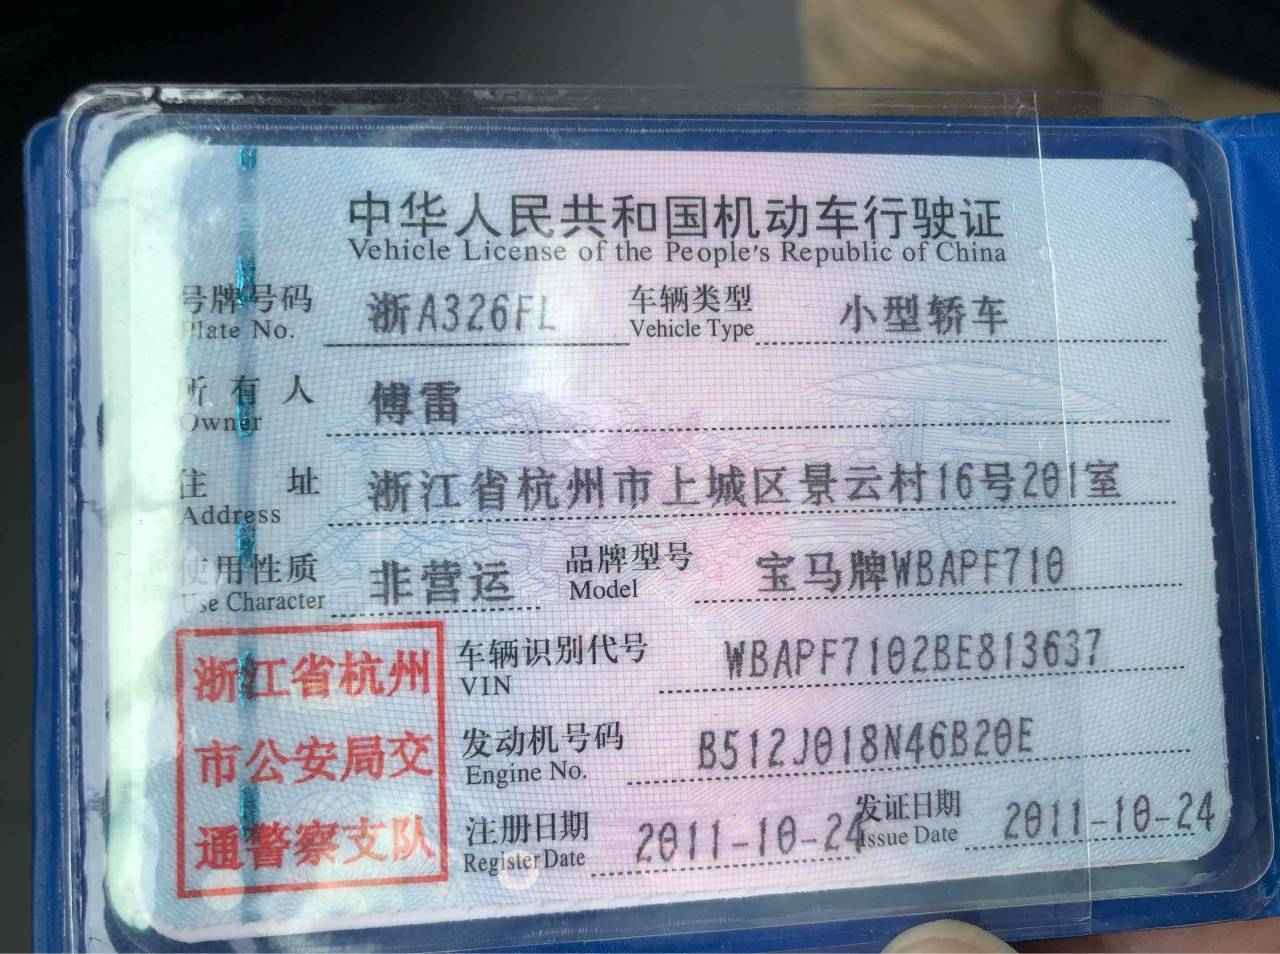 中华人民共和国机动车行驶证
Vehicle License of the People's Republic of China
号牌号码 浙A326FL 车辆类型 小型轿车
Plate No. Vehicle Type
所有人 傅雷
Owner
住址 浙江省杭州市上城区景云村16号201室
Address
使用性质 非营运 品牌型号 宝马牌WBAPF710
Use Character Model
浙江省杭州
市公安局交
通警察支队
车辆识别代号 WBAPF7102BE813637
VIN
发动机号码 B512J018N46B20E
Engine No.
注册日期 2011-10-24 发证日期 2011-10-24
Register Date Issue Date